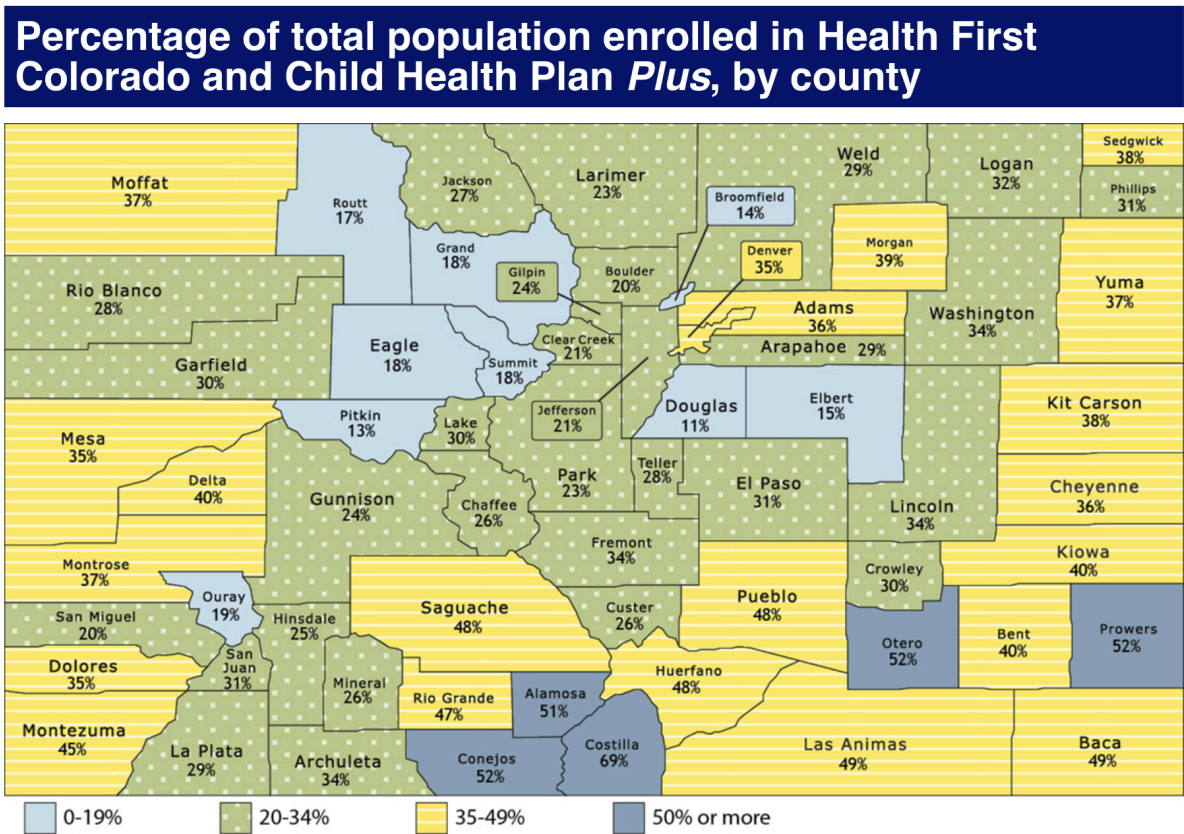 Percentage of total population enrolled in Health First
Colorado and Child Health Plan Plus, by county
Moffat
37%
Routt
17%
Jackson
27%
Larimer
23%
Weld
29%
Logan
32%
Sedgwick
38%
Phillips
31%
Broomfield
14%
Grand
18%
Gilpin
24%
Boulder
20%
Denver
35%
Morgan
39%
Yuma
37%
Rio Blanco
28%
Adams
36%
Washington
34%
Garfield
30%
Eagle
18%
Summit
18%
Clear Creek
21%
Arapahoe 29%
Pitkin
13%
Lake
30%
Jefferson
21%
Douglas
11%
Elbert
15%
Kit Carson
38%
Mesa
35%
Delta
40%
Gunnison
24%
Chaffee
26%
Park
23%
Teller
28%
El Paso
31%
Lincoln
34%
Cheyenne
36%
Montrose
37%
Fremont
34%
Crowley
30%
Kiowa
40%
Ouray
19%
San Miguel
20%
Hinsdale
25%
Saguache
48%
Custer
26%
Pueblo
48%
Otero
52%
Bent
40%
Prowers
52%
Dolores
35%
San
Juan
31%
Mineral
26%
Rio Grande
47%
Alamosa
51%
Huerfano
48%
Montezuma
45%
La Plata
29%
Archuleta
34%
Conejos
52%
Costilla
69%
Las Animas
49%
Baca
49%
0-19%
20-34%
35-49%
50% or more